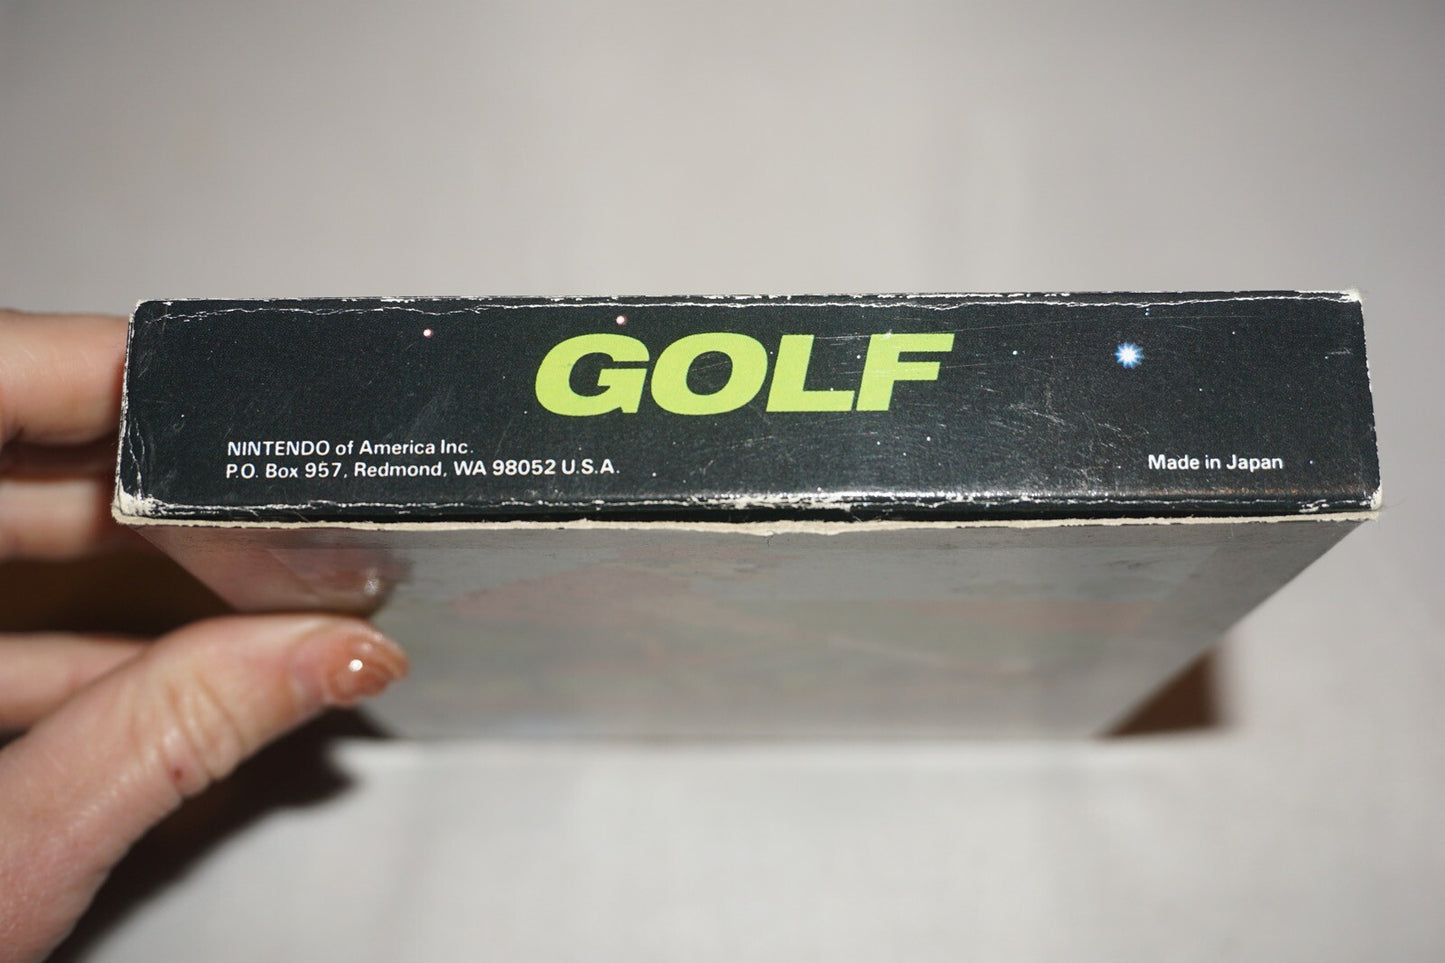 GOLF
NINTENDO of America Inc.
P.O. Box 957, Redmond, WA 98052 U.S.A.
Made in Japan